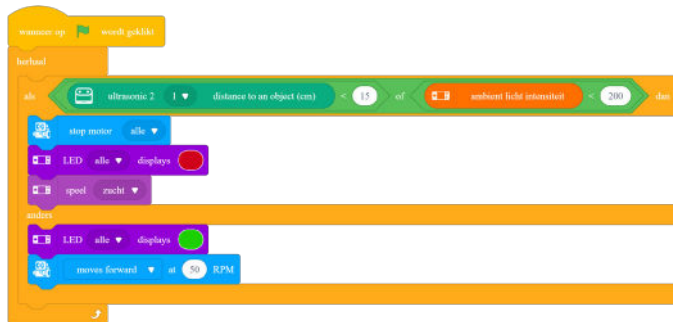 wanneer op wordt geklikt
herhaal
als ultrasonic 2 1 distance to an object (cm) < 15 of ambient licht intensiteit < 200 dan
stop motor alle
LED alle displays
speel zucht
anders
LED alle displays
moves forward at 50 RPM